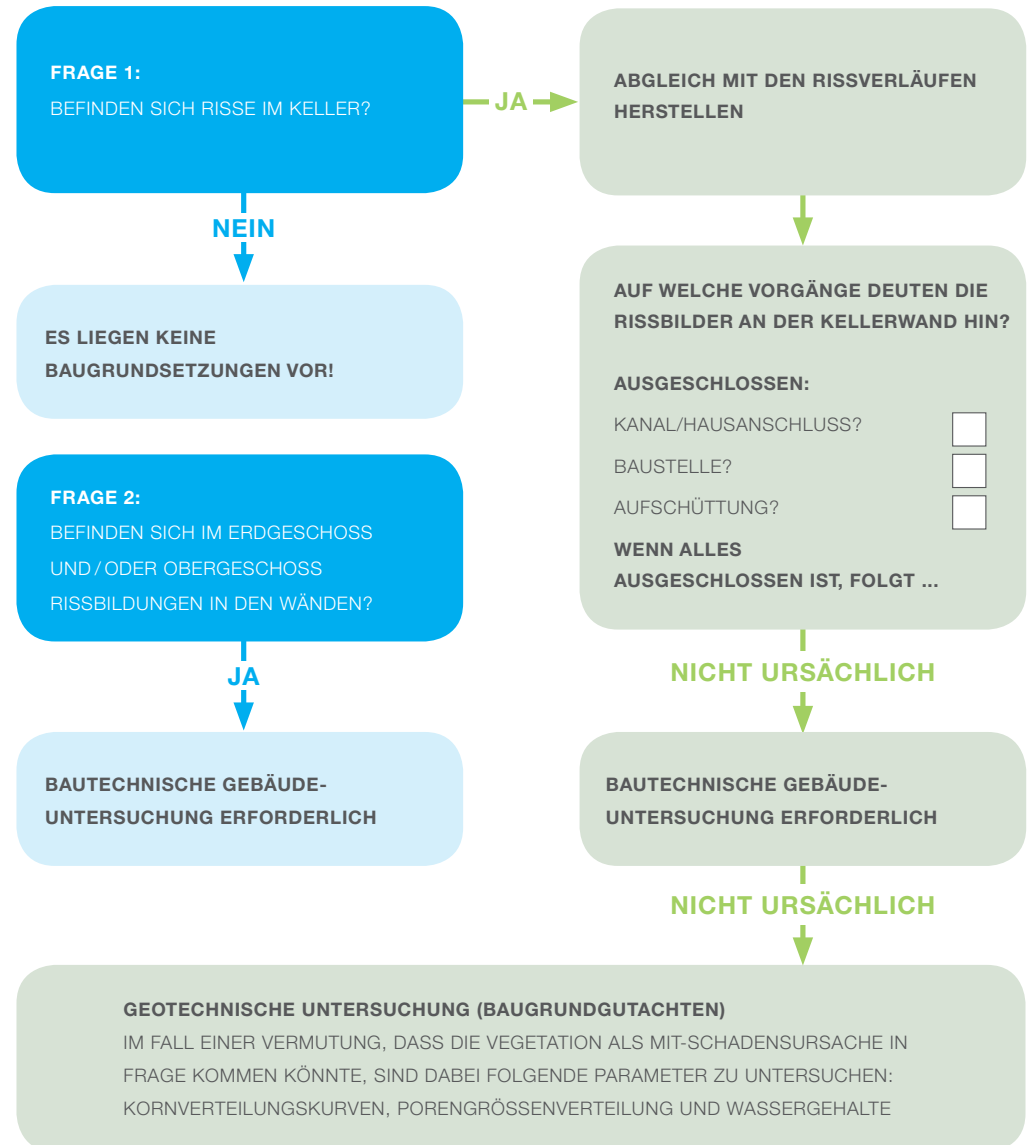 FRAGE 1:
BEFINDEN SICH RISSE IM KELLER?
JA
ABGLEICH MIT DEN RISSVERLÄUFEN
HERSTELLEN
NEIN
ES LIEGEN KEINE
BAUGRUNDSETZUNGEN VOR!
AUF WELCHE VORGÄNGE DEUTEN DIE
RISSBILDER AN DER KELLERWAND HIN?
AUSGESCHLOSSEN:
KANAL/HAUSANSCHLUSS?
BAUSTELLE?
AUFSCHÜTTUNG?
WENN ALLES
AUSGESCHLOSSEN IST, FOLGT ...
FRAGE 2:
BEFINDEN SICH IM ERDGESCHOSS
UND / ODER OBERGESCHOSS
RISSBILDUNGEN IN DEN WÄNDEN?
JA
BAUTECHNISCHE GEBÄUDE-
UNTERSUCHUNG ERFORDERLICH
NICHT URSÄCHLICH
BAUTECHNISCHE GEBÄUDE-
UNTERSUCHUNG ERFORDERLICH
NICHT URSÄCHLICH
GEOTECHNISCHE UNTERSUCHUNG (BAUGRUNDGUTACHTEN)
IM FALL EINER VERMUTUNG, DASS DIE VEGETATION ALS MIT-SCHADENSURSACHE IN
FRAGE KOMMEN KÖNNTE, SIND DABEI FOLGENDE PARAMETER ZU UNTERSUCHEN:
KORNVERTEILUNGSKURVEN, PORENGRÖSSENVERTEILUNG UND WASSERGEHALTE